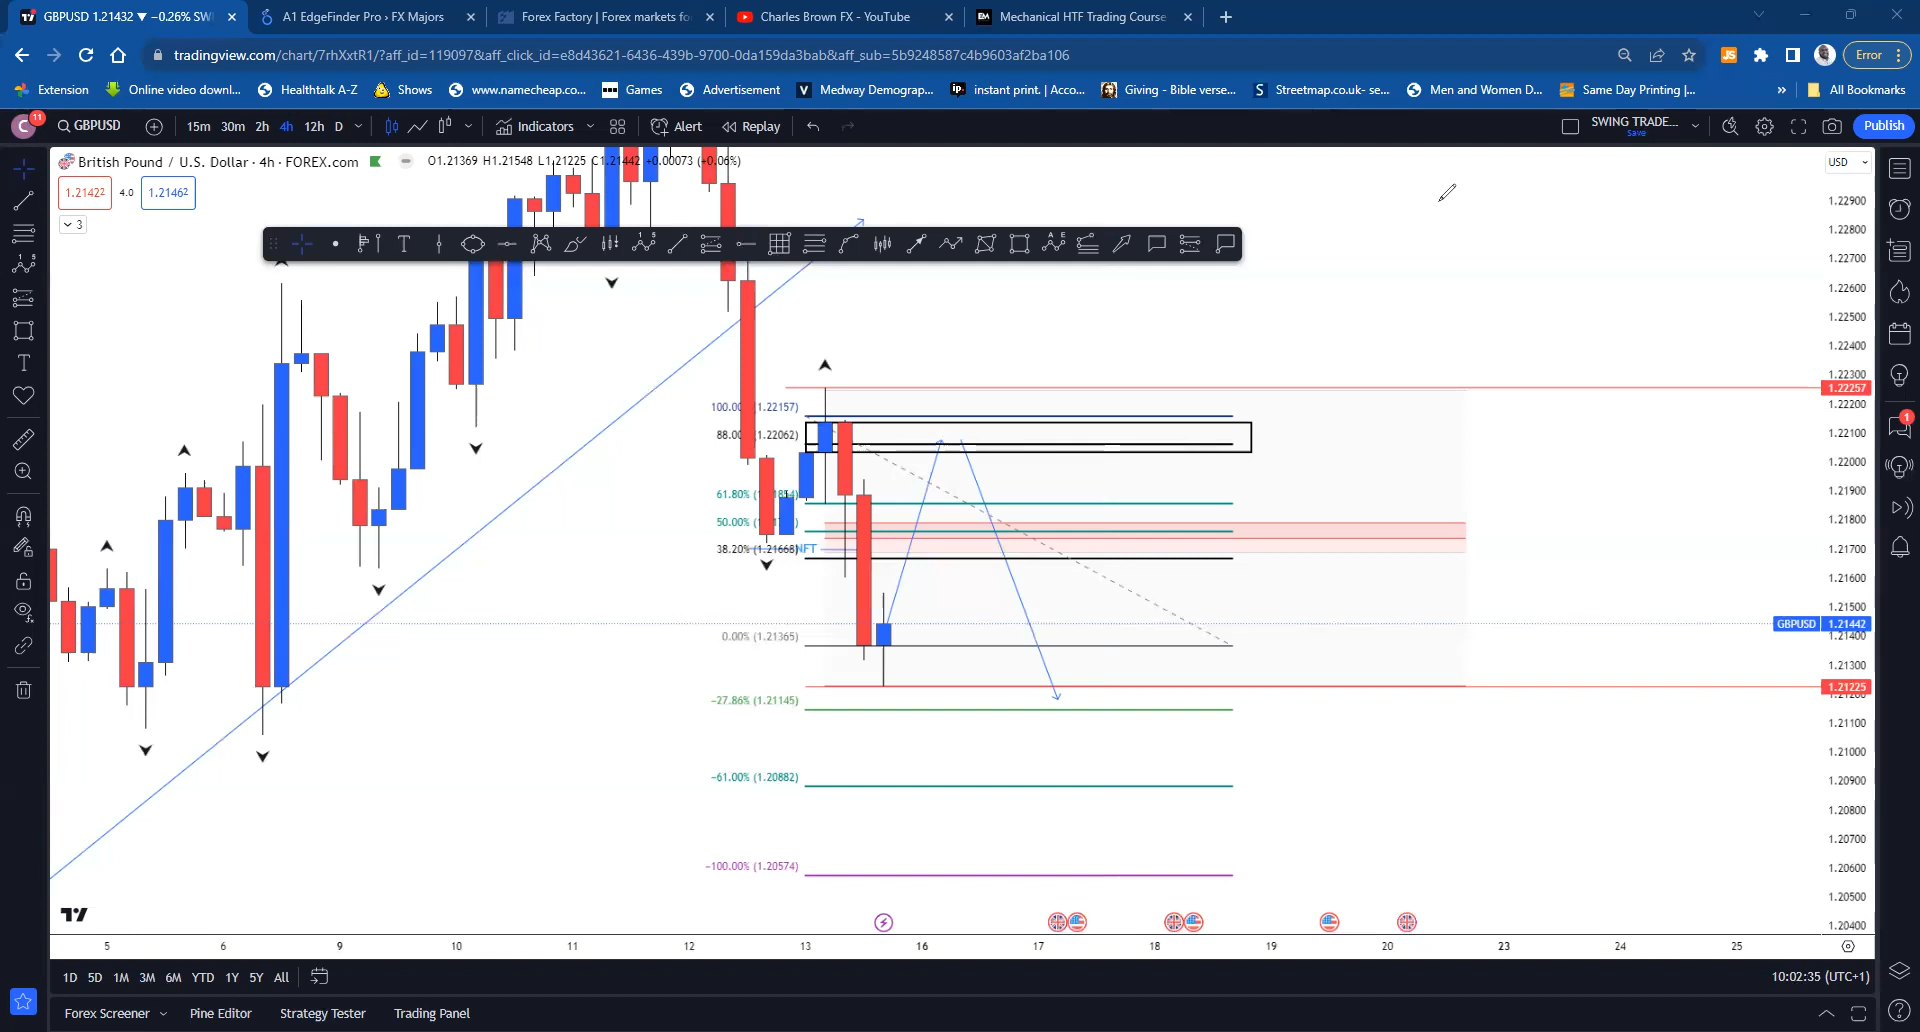 GBPUSD 1.21432 ▼ −0.26% SWI
A1 EdgeFinder Pro › FX Majors
Forex Factory | Forex markets fo
Charles Brown FX - YouTube
Mechanical HTF Trading Course
tradingview.com/chart/7rhXxtR1/?aff_id=119097&aff_click_id=e8d43621-6436-439b-9700-0da159da3bab&aff_sub=5b9248587c4b9603af2ba106
JS
Error
Extension
Online video downl...
Healthtalk A-Z
Shows
www.namecheap.co...
Games
Advertisement
V Medway Demograp...
ip. instant print. | Acco...
Giving - Bible verse...
S Streetmap.co.uk- se...
Men and Women D...
Same Day Printing |...
»
All Bookmarks
C 11
GBPUSD
15m 30m 2h 4h 12h D
Indicators
Alert
Replay
SWING TRADE...
Save
Publish
British Pound / U.S. Dollar · 4h · FOREX.com
O1.21369 H1.21548 L1.21225 C1.21442 +0.00073 (+0.06%)
USD
1.21422 4.0 1.21462
3
1.22900
1.22800
1.22700
1.22600
1.22500
1.22400
1.22300
1.22257
1.22200
1.22100
1.22000
1.21900
1.21800
1.21700
1.21600
1.21500
GBPUSD 1.21442
1.21400
1.21300
1.21225
1.21200
1.21100
1.21000
1.20900
1.20800
1.20700
1.20600
1.20500
1.20400
(1.22157)
(1.22062)
61.80%
50.00%
38.20% (1.21668)
NFT
0.00% (1.21365)
−27.86% (1.21145)
−61.00% (1.20882)
−100.00% (1.20574)
5 6 9 10 11 12 13 16 17 18 19 20 23 24 25
1D 5D 1M 3M 6M YTD 1Y 5Y All
10:02:35 (UTC+1)
Forex Screener
Pine Editor
Strategy Tester
Trading Panel
1